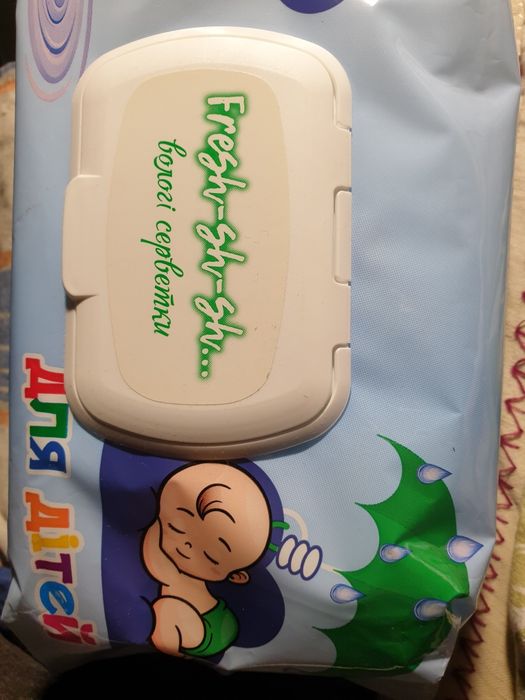 Fresh-sh-sh...
вологі серветки
для дітей